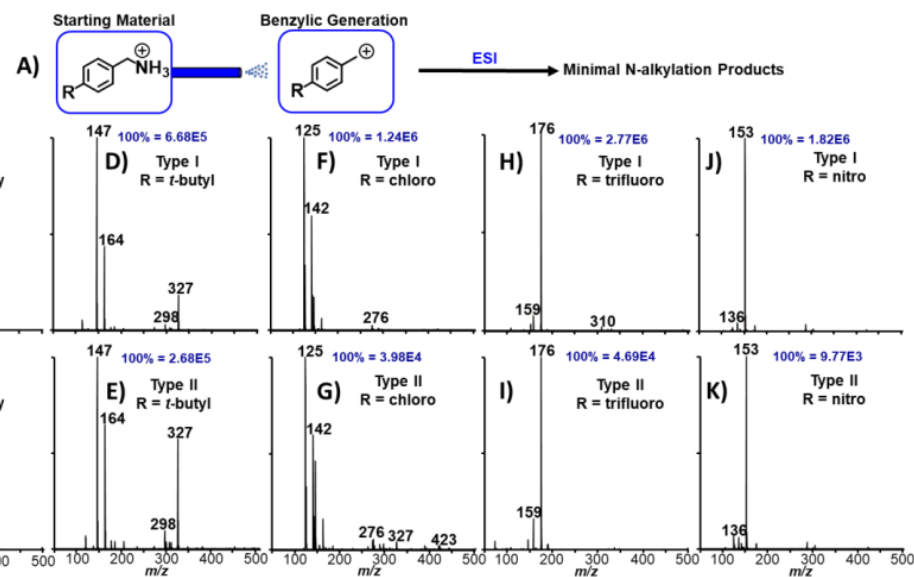 Starting Material
Benzylic Generation
A)
⊕
NH3
R
⊕
R
ESI
Minimal N-alkylation Products
147
100% = 6.68E5
D)
Type I
R = t-butyl
164
327
298
125
100% = 1.24E6
F)
Type I
R = chloro
142
276
176
100% = 2.77E6
H)
Type I
R = trifluoro
159
310
153
100% = 1.82E6
J)
Type I
R = nitro
136
147
100% = 2.68E5
E)
Type II
R = t-butyl
164
327
298
125
100% = 3.98E4
G)
Type II
R = chloro
142
276
327
423
176
100% = 4.69E4
I)
Type II
R = trifluoro
159
153
100% = 9.77E3
K)
Type II
R = nitro
136
500
100 200 300 400 500
m/z
100 200 300 400 500
m/z
100 200 300 400 500
m/z
100 200 300 400 500
m/z